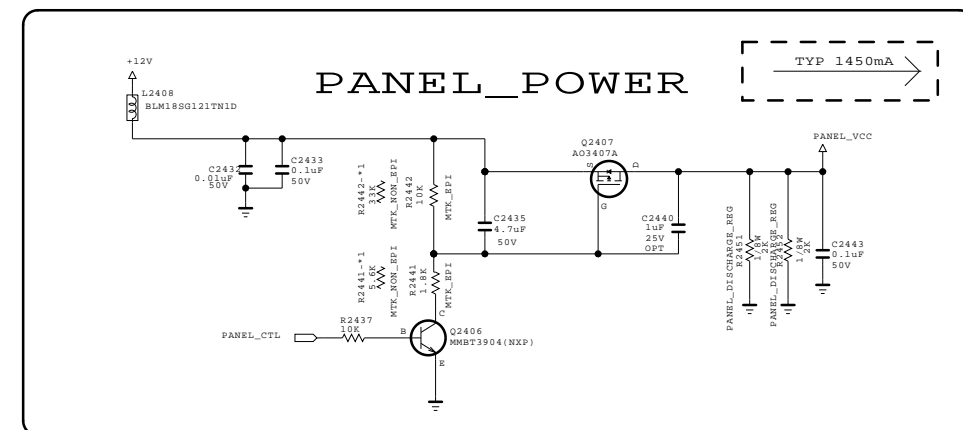 +12V
L2408
BLM18SG121TN1D
PANEL_POWER
TYP 1450mA
C2432
0.01uF
50V
C2433
0.1uF
50V
R2442-*1
33K
MTK_NON_EPI
R2442
10K
MTK_EPI
C2435
4.7uF
50V
Q2407
AO3407A
S
D
G
C2440
1uF
25V
OPT
PANEL_VCC
PANEL_DISCHARGE_REG
R2451
1/8W
2K
PANEL_DISCHARGE_REG
R2452
1/8W
2K
C2443
0.1uF
50V
R2441-*1
5.6K
MTK_NON_EPI
R2441
1.8K
MTK_EPI
PANEL_CTL
R2437
10K
B
C
E
Q2406
MMBT3904(NXP)